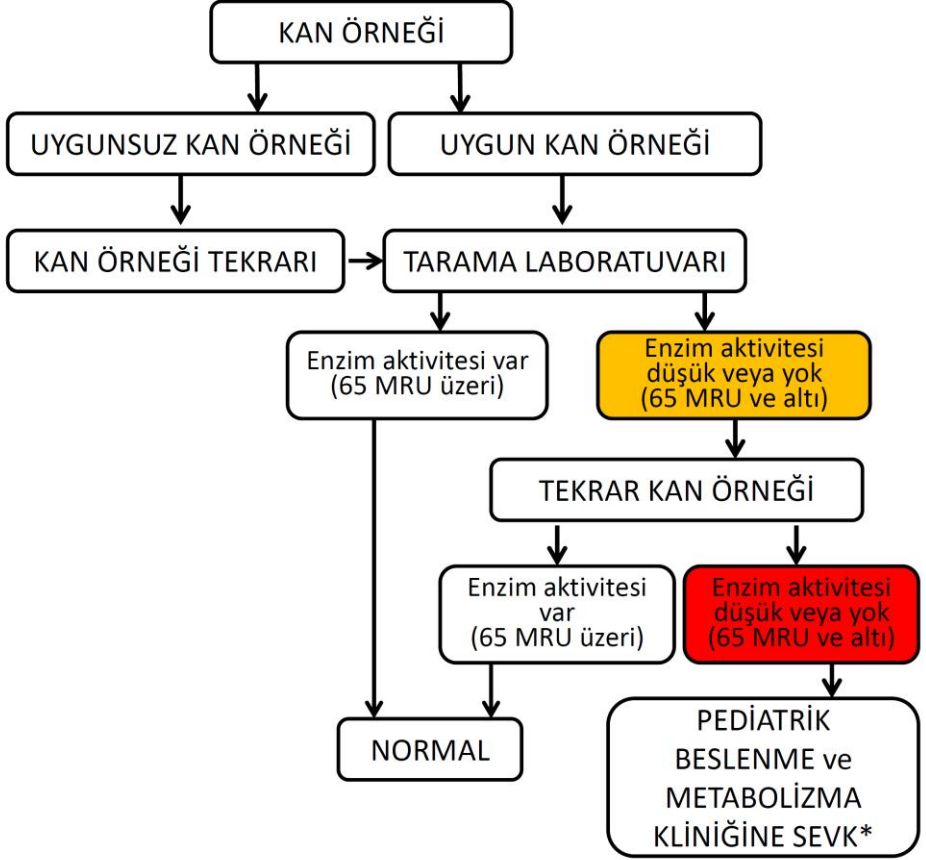 KAN ÖRNEĞİ
UYGUNSUZ KAN ÖRNEĞİ
UYGUN KAN ÖRNEĞİ
KAN ÖRNEĞİ TEKRARI
TARAMA LABORATUVARI
Enzim aktivitesi var
(65 MRU üzeri)
Enzim aktivitesi
düşük veya yok
(65 MRU ve altı)
TEKRAR KAN ÖRNEĞİ
Enzim aktivitesi
var
(65 MRU üzeri)
Enzim aktivitesi
düşük veya yok
(65 MRU ve altı)
NORMAL
PEDİATRİK
BESLENME ve
METABOLİZMA
KLİNİĞİNE SEVK*